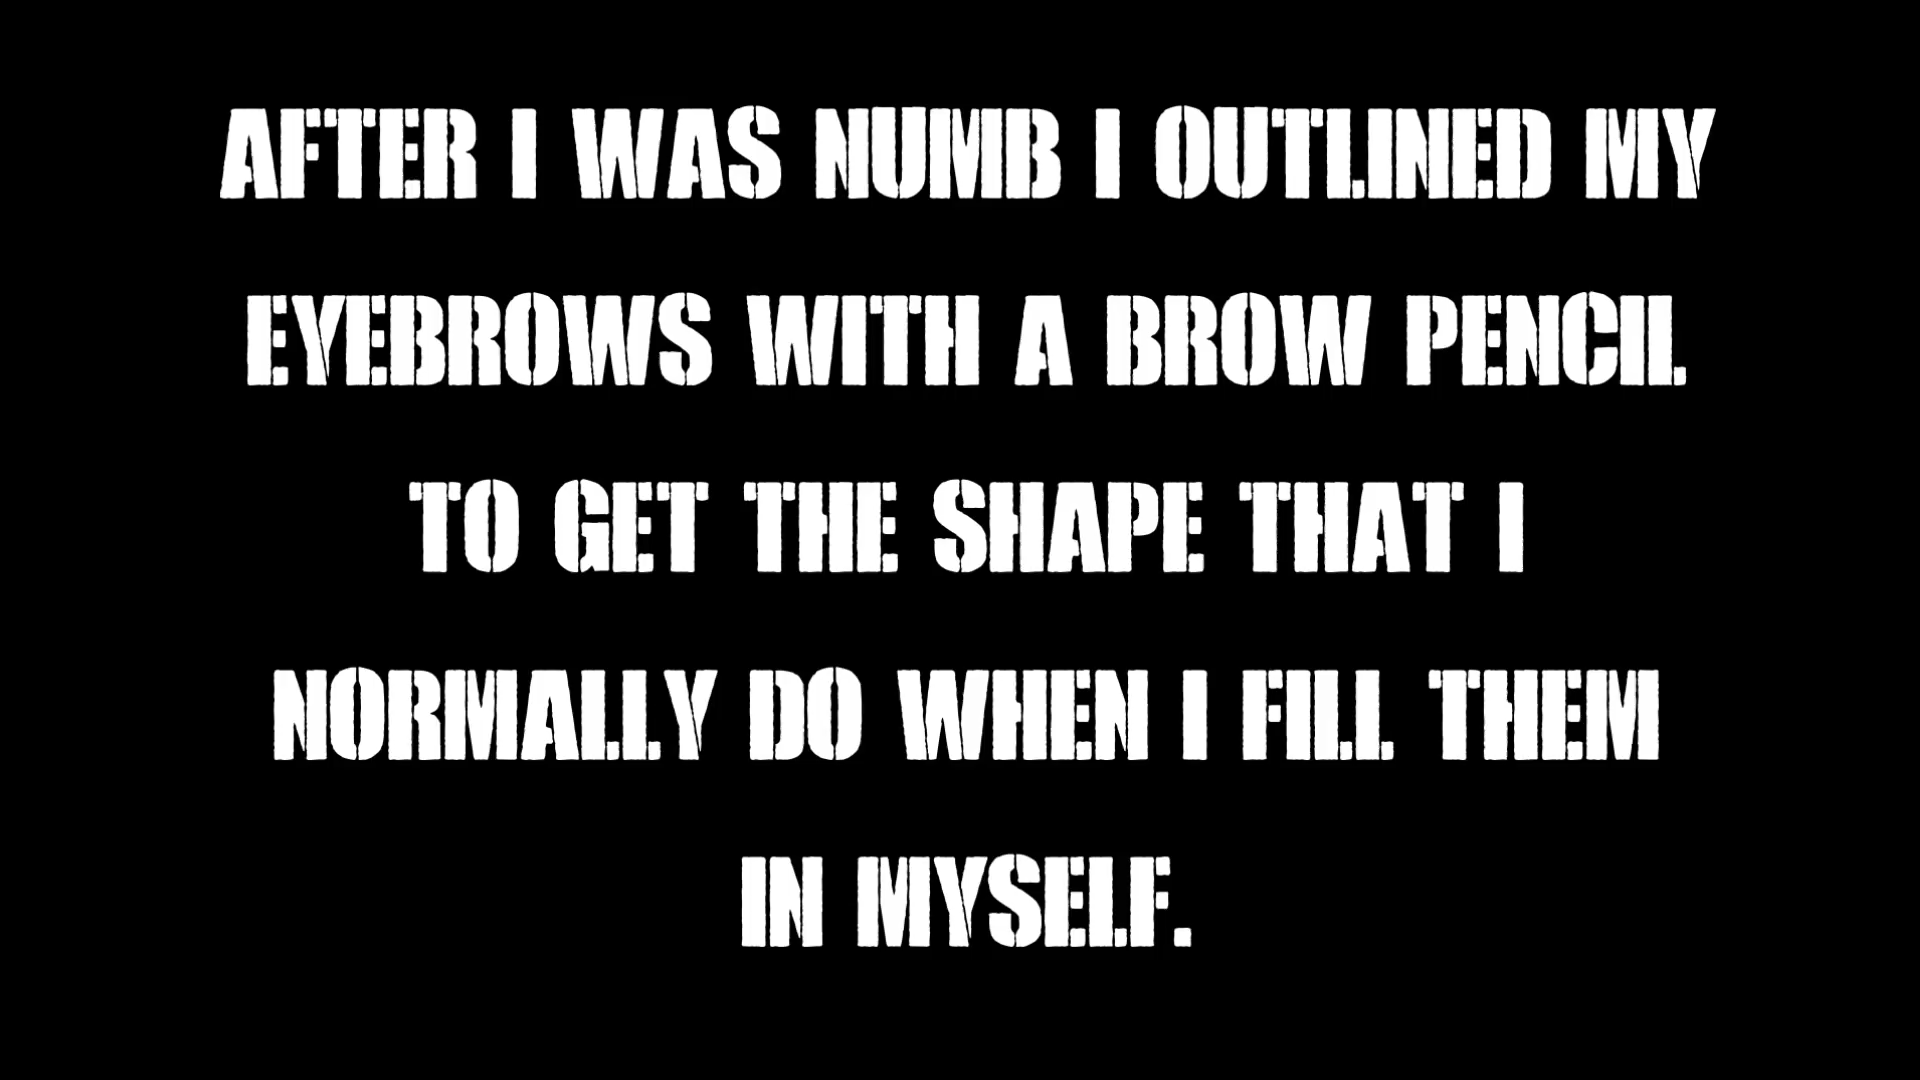 AFTER I WAS NUMB I OUTLINED MY
EYEBROWS WITH A BROW PENCIL
TO GET THE SHAPE THAT I
NORMALLY DO WHEN I FILL THEM
IN MYSELF.